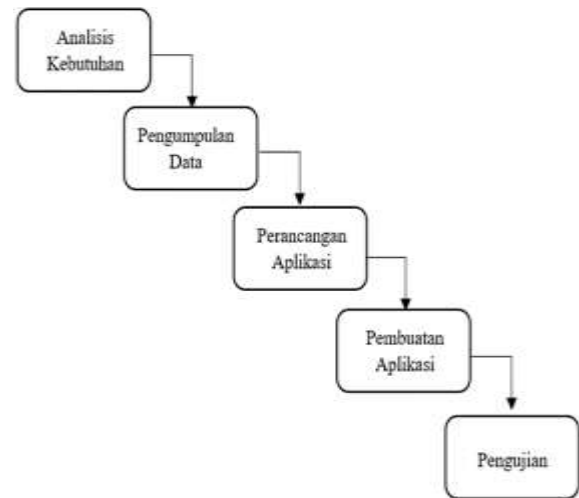 Analisis
Kebutuhan
Pengumpulan
Data
Perancangan
Aplikasi
Pembuatan
Aplikasi
Pengujian